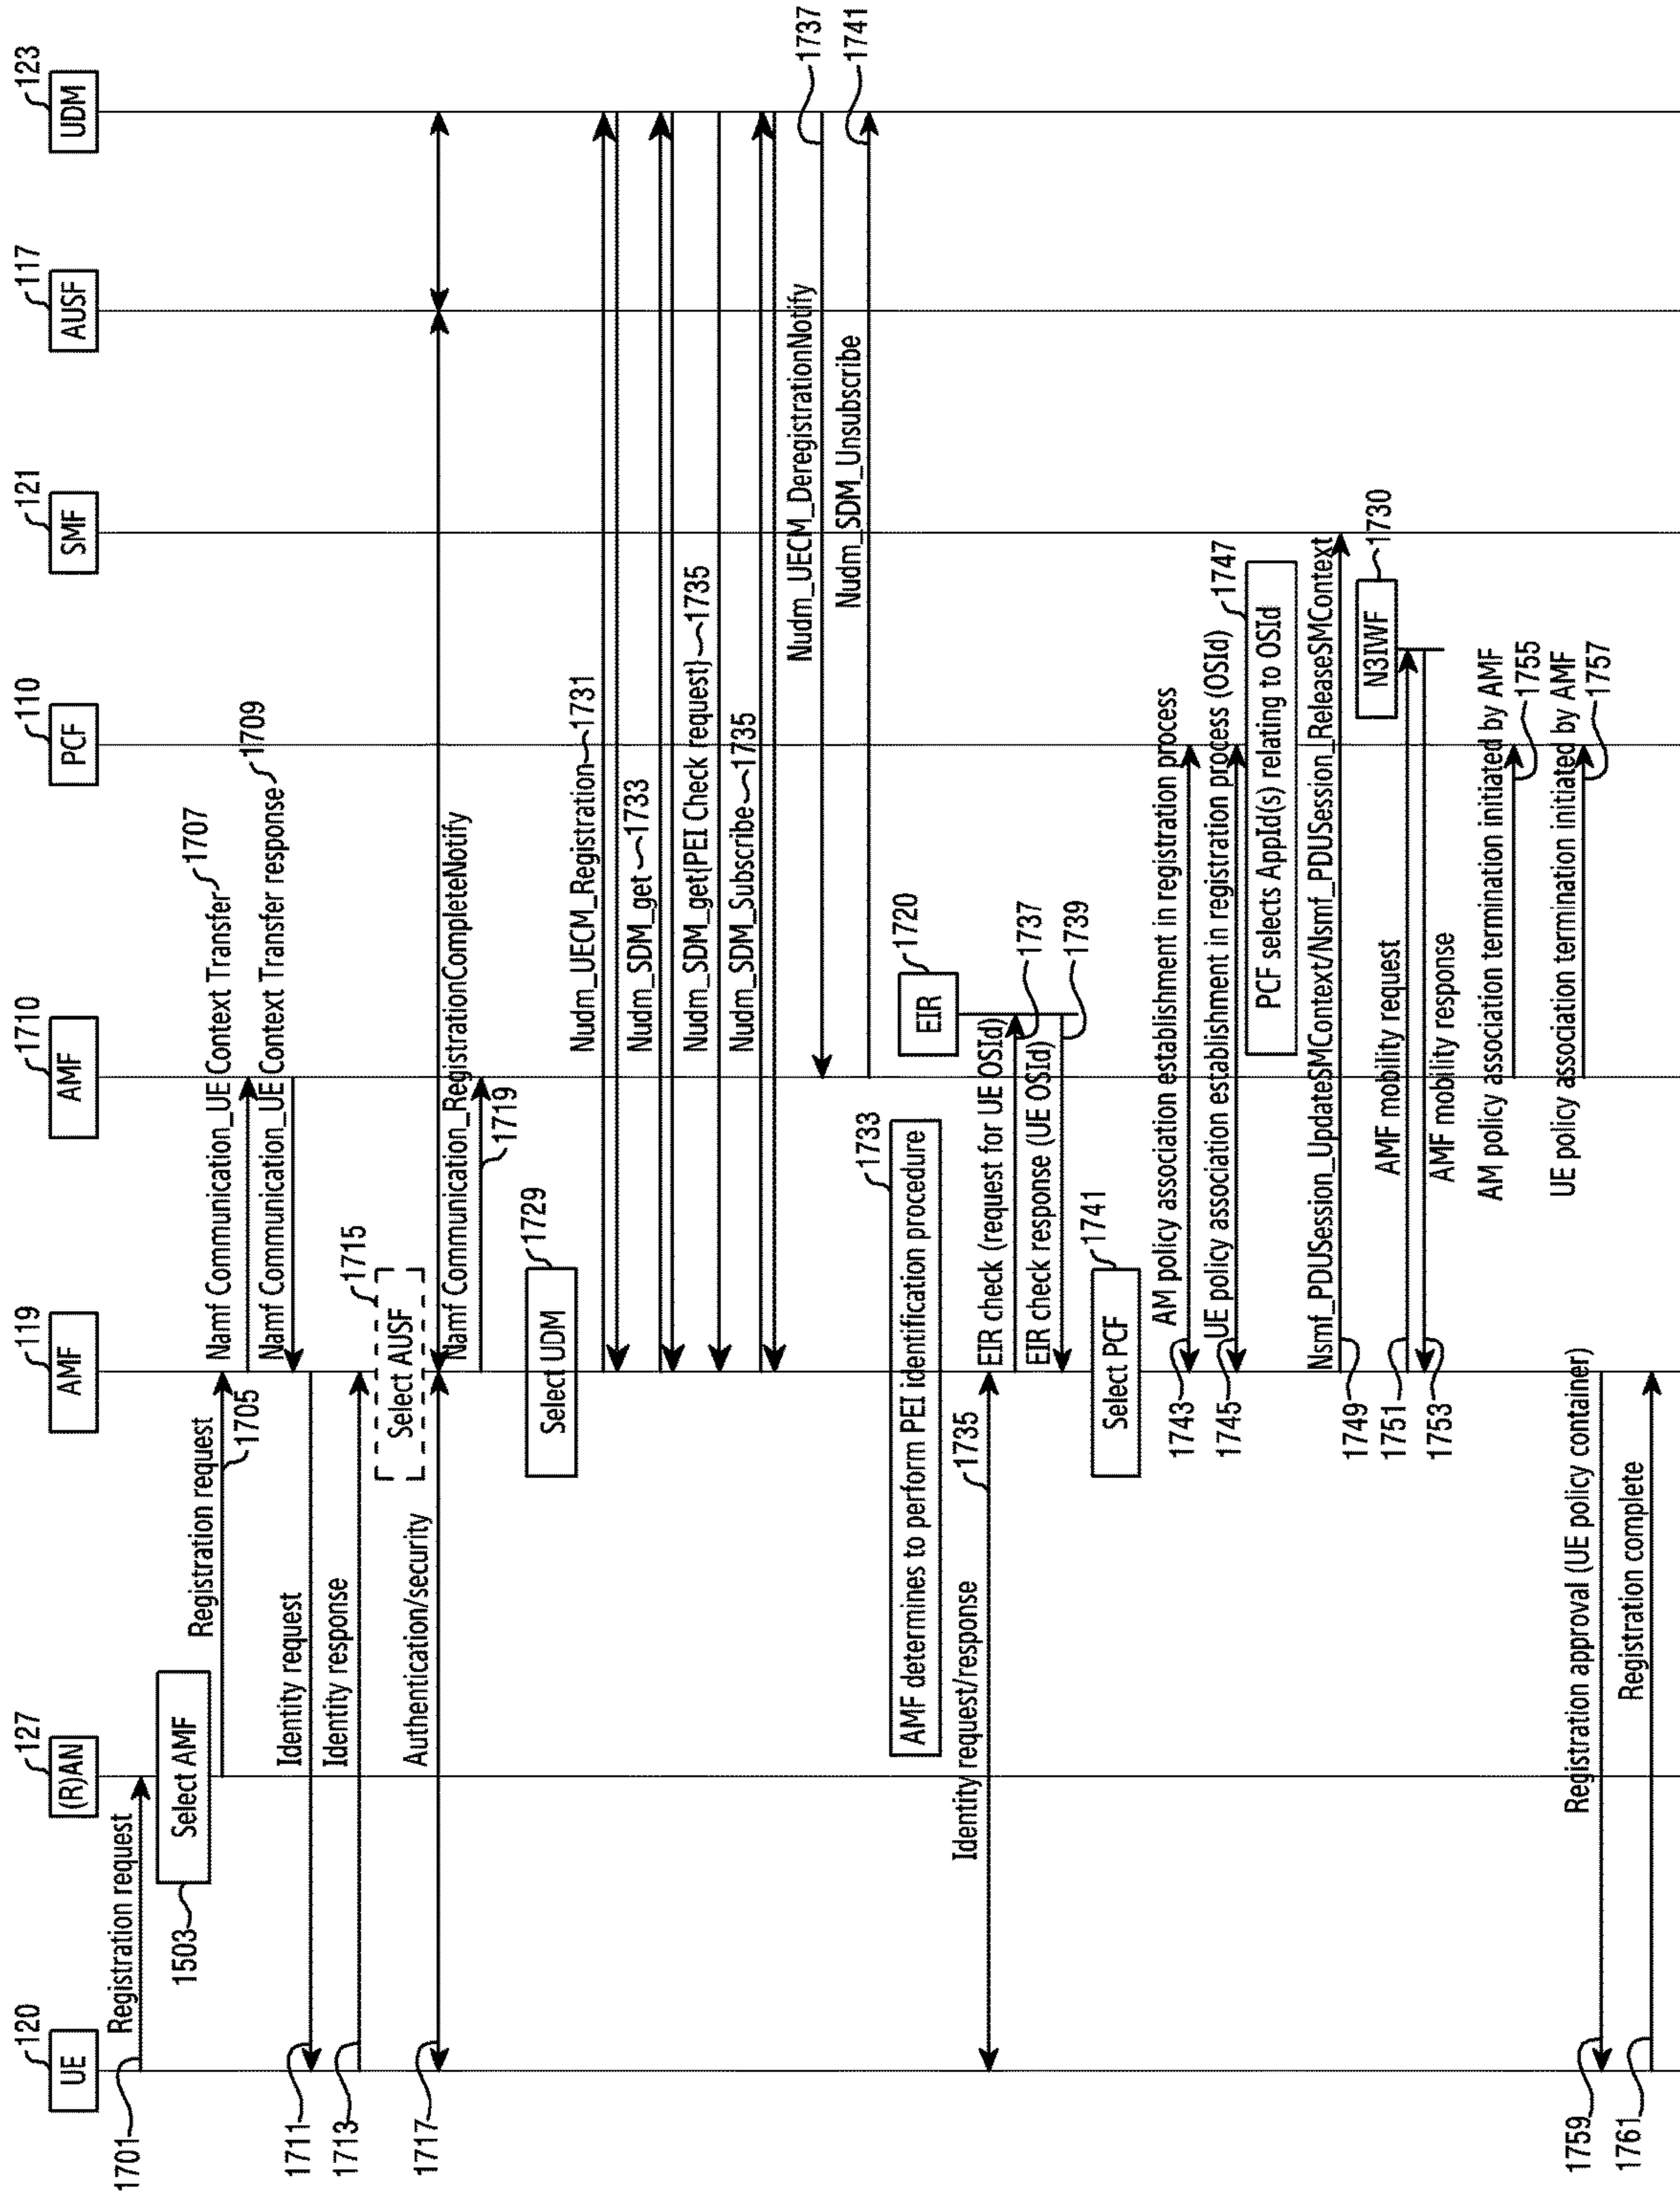 UE 120
(R)AN 127
AMF 119
AMF 1710
PCF 110
SMF 121
AUSF 117
UDM 123
1701 Registration request
1503 Select AMF
Registration request 1705
Namf Communication_UE Context Transfer 1707
Namf Communication_UE Context Transfer response 1709
1711 Identity request
1713 Identity response
Select AUSF 1715
1717 Authentication/security
Namf Communication_RegistrationCompleteNotify
1719
Select UDM 1729
Nudm_UECM_Registration 1731
Nudm_SDM_get 1733
Nudm_SDM_get(PEI Check request) 1735
Nudm_SDM_Subscribe 1735
Nudm_UECM_DeregistrationNotify 1737
Nudm_SDM_Unsubscribe 1741
AMF determines to perform PEI identification procedure 1733
EIR 1720
Identity request/response 1735
EIR check (request for UE OSId) 1737
EIR check response (UE OSId) 1739
Select PCF 1741
1743 AM policy association establishment in registration process
1745 UE policy association establishment in registration process (OSId)
PCF selects AppId(s) relating to OSId 1747
1749 Nsmf_PDUSession_UpdateSMContext/Nsmf_PDUSession_ReleaseSMContext
N3IWF 1730
1751 AMF mobility request
1753 AMF mobility response
AM policy association termination initiated by AMF
1755
UE policy association termination initiated by AMF
1757
1759 Registration approval (UE policy container)
1761 Registration complete